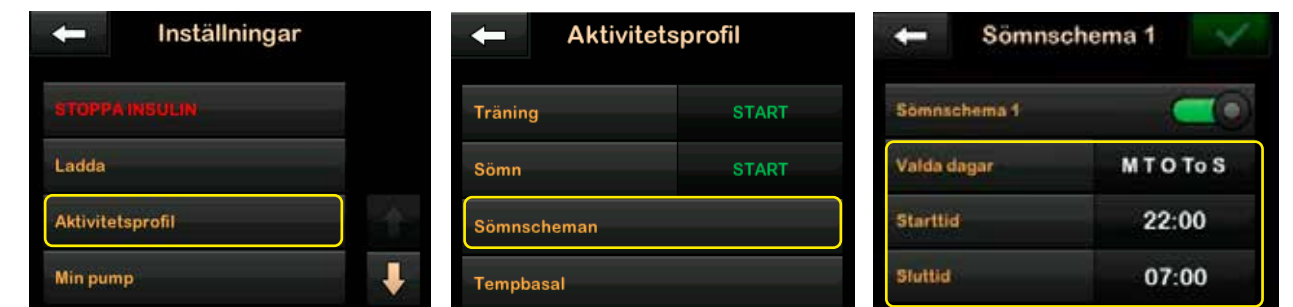 Inställningar
STOPPA INSULIN
Ladda
Aktivitetsprofil
Min pump
Aktivitetsprofil
Träning START
Sömn START
Sömnscheman
Tempbasal
Sömnschema 1
Sömnschema 1
Valda dagar M T O To S
Starttid 22:00
Sluttid 07:00